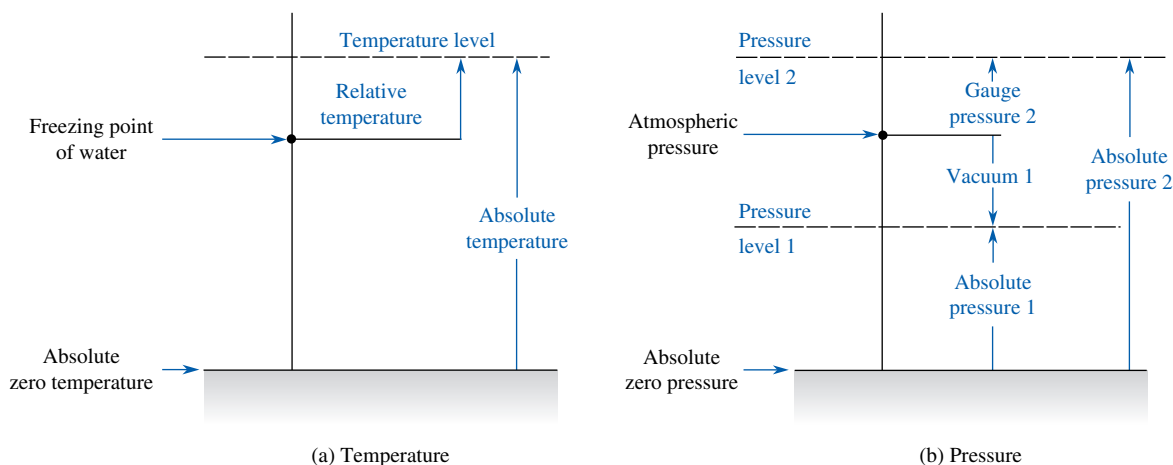 Temperature level
Relative
temperature
Freezing point
of water
Absolute
temperature
Absolute
zero temperature
(a) Temperature
Pressure
level 2
Gauge
pressure 2
Atmospheric
pressure
Vacuum 1
Absolute
pressure 2
Pressure
level 1
Absolute
pressure 1
Absolute
zero pressure
(b) Pressure